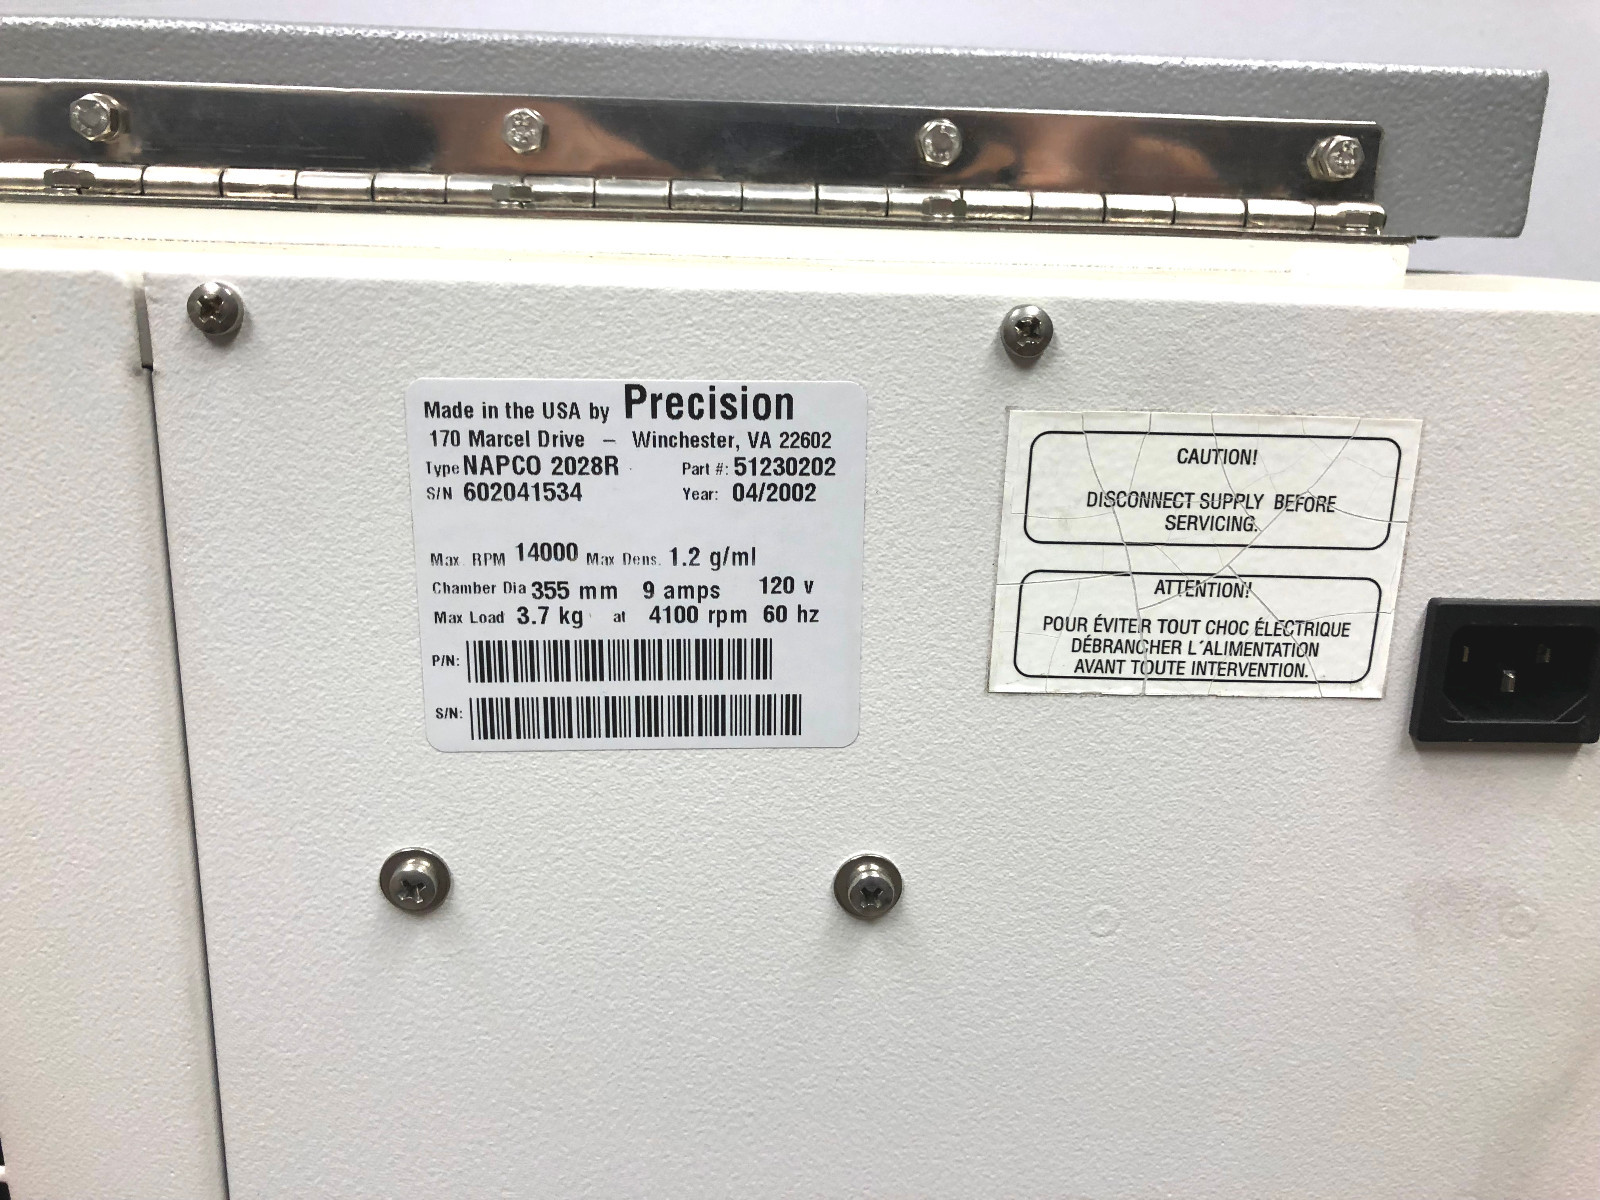 Made in the USA by Precision
170 Marcel Drive – Winchester, VA 22602
Type NAPCO 2028R Part #: 51230202
S/N 602041534 Year: 04/2002
Max. RPM 14000 Max Dens. 1.2 g/ml
Chamber Dia 355 mm 9 amps 120 v
Max Load 3.7 kg at 4100 rpm 60 hz
P/N:
S/N:
CAUTION!
DISCONNECT SUPPLY BEFORE
SERVICING.
ATTENTION!
POUR ÉVITER TOUT CHOC ÉLECTRIQUE
DÉBRANCHER L'ALIMENTATION
AVANT TOUTE INTERVENTION.